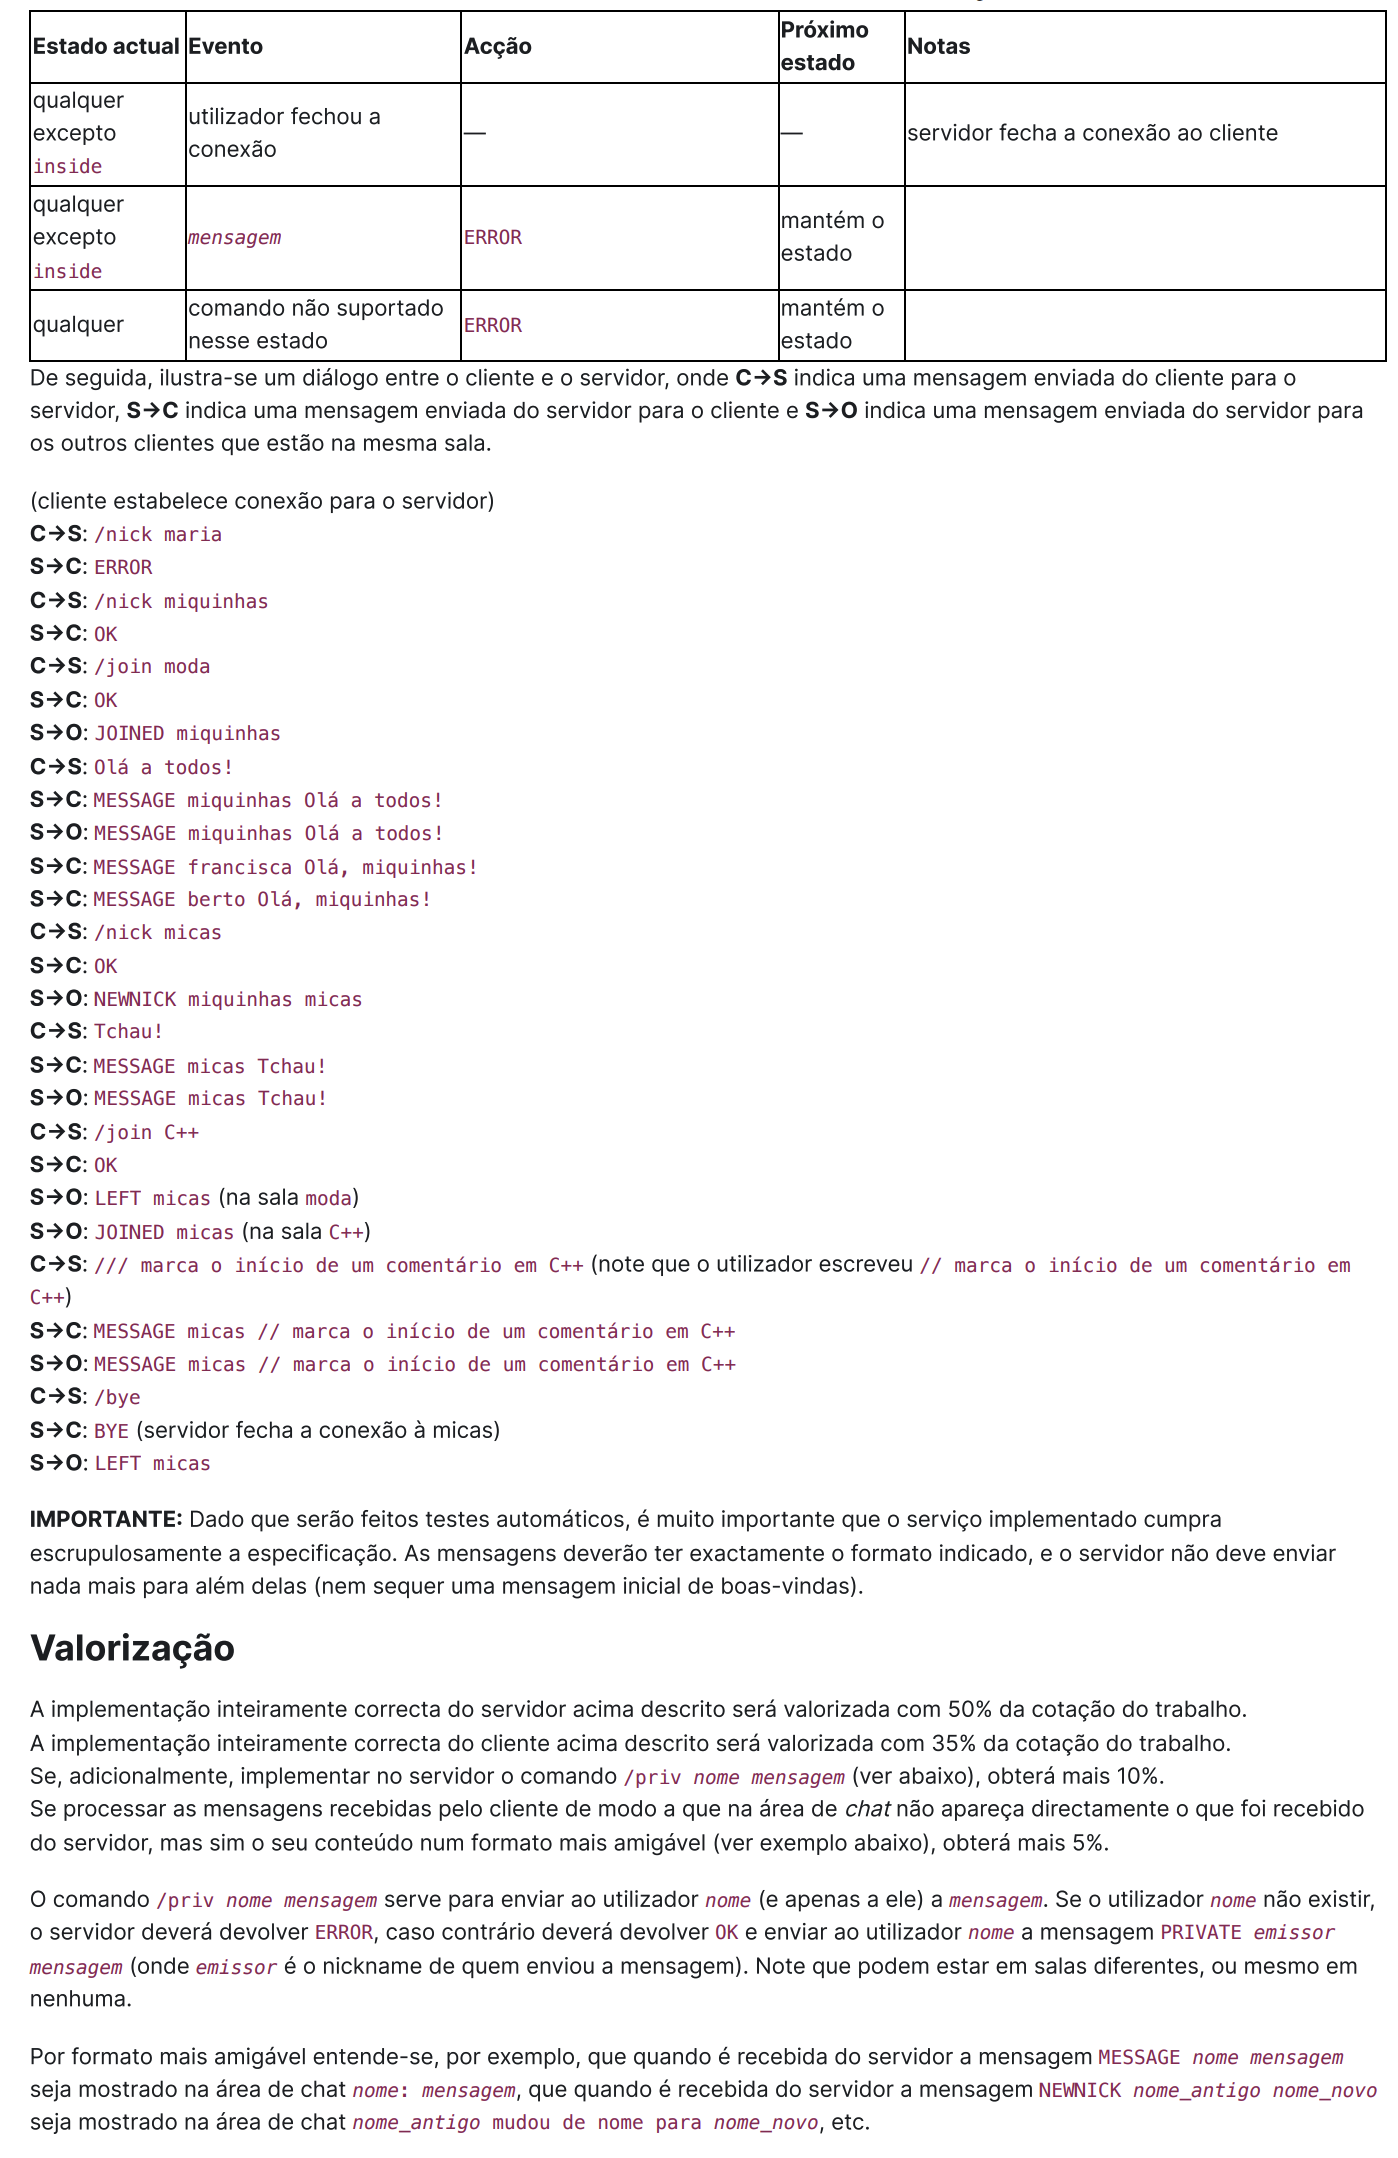 Estado actual Evento Acção Próximo estado Notas
qualquer excepto inside utilizador fechou a conexão — — servidor fecha a conexão ao cliente
qualquer excepto inside mensagem ERROR mantém o estado
qualquer comando não suportado nesse estado ERROR mantém o estado
De seguida, ilustra-se um diálogo entre o cliente e o servidor, onde C→S indica uma mensagem enviada do cliente para o
servidor, S→C indica uma mensagem enviada do servidor para o cliente e S→O indica uma mensagem enviada do servidor para
os outros clientes que estão na mesma sala.
(cliente estabelece conexão para o servidor)
C→S: /nick maria
S→C: ERROR
C→S: /nick miquinhas
S→C: OK
C→S: /join moda
S→C: OK
S→O: JOINED miquinhas
C→S: Olá a todos!
S→C: MESSAGE miquinhas Olá a todos!
S→O: MESSAGE miquinhas Olá a todos!
S→C: MESSAGE francisca Olá, miquinhas!
S→C: MESSAGE berto Olá, miquinhas!
C→S: /nick micas
S→C: OK
S→O: NEWNICK miquinhas micas
C→S: Tchau!
S→C: MESSAGE micas Tchau!
S→O: MESSAGE micas Tchau!
C→S: /join C++
S→C: OK
S→O: LEFT micas (na sala moda)
S→O: JOINED micas (na sala C++)
C→S: /// marca o início de um comentário em C++ (note que o utilizador escreveu // marca o início de um comentário em
C++)
S→C: MESSAGE micas // marca o início de um comentário em C++
S→O: MESSAGE micas // marca o início de um comentário em C++
C→S: /bye
S→C: BYE (servidor fecha a conexão à micas)
S→O: LEFT micas
IMPORTANTE: Dado que serão feitos testes automáticos, é muito importante que o serviço implementado cumpra
escrupulosamente a especificação. As mensagens deverão ter exactamente o formato indicado, e o servidor não deve enviar
nada mais para além delas (nem sequer uma mensagem inicial de boas-vindas).
Valorização
A implementação inteiramente correcta do servidor acima descrito será valorizada com 50% da cotação do trabalho.
A implementação inteiramente correcta do cliente acima descrito será valorizada com 35% da cotação do trabalho.
Se, adicionalmente, implementar no servidor o comando /priv nome mensagem (ver abaixo), obterá mais 10%.
Se processar as mensagens recebidas pelo cliente de modo a que na área de chat não apareça directamente o que foi recebido
do servidor, mas sim o seu conteúdo num formato mais amigável (ver exemplo abaixo), obterá mais 5%.
O comando /priv nome mensagem serve para enviar ao utilizador nome (e apenas a ele) a mensagem. Se o utilizador nome não existir,
o servidor deverá devolver ERROR, caso contrário deverá devolver OK e enviar ao utilizador nome a mensagem PRIVATE emissor
mensagem (onde emissor é o nickname de quem enviou a mensagem). Note que podem estar em salas diferentes, ou mesmo em
nenhuma.
Por formato mais amigável entende-se, por exemplo, que quando é recebida do servidor a mensagem MESSAGE nome mensagem
seja mostrado na área de chat nome: mensagem, que quando é recebida do servidor a mensagem NEWNICK nome_antigo nome_novo
seja mostrado na área de chat nome_antigo mudou de nome para nome_novo, etc.